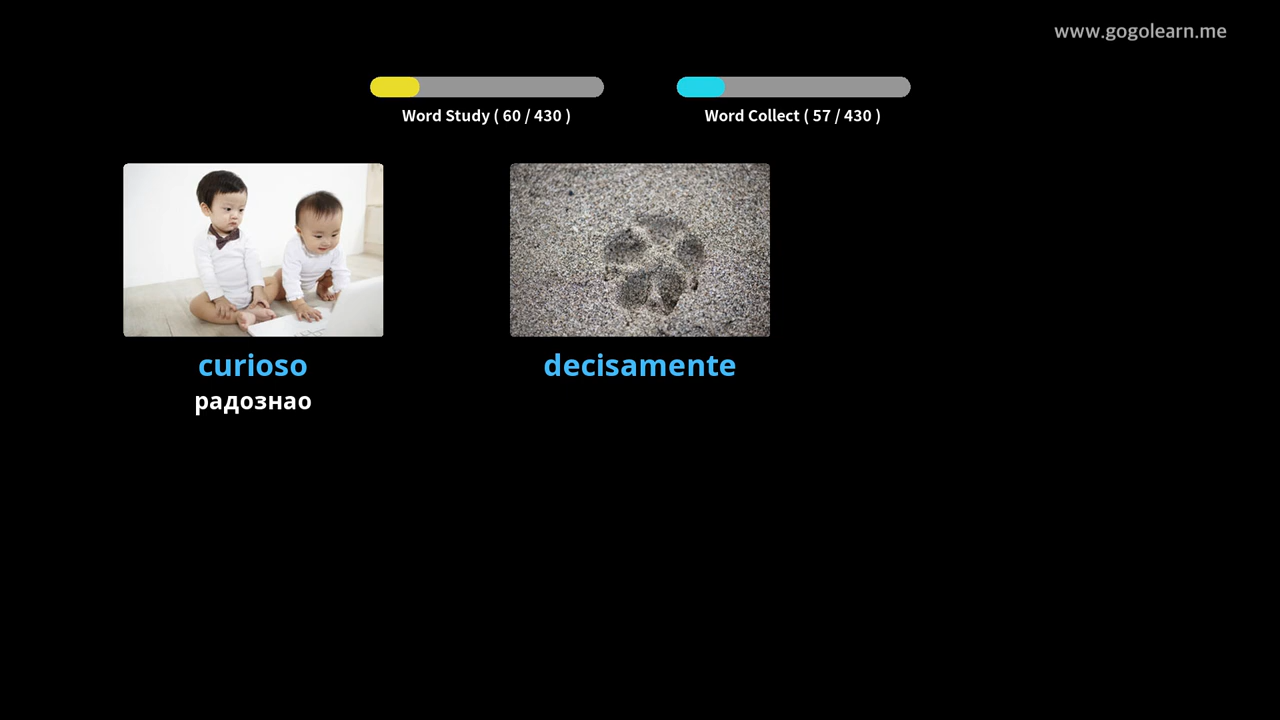 www.gogolearn.me
Word Study ( 60 / 430 )
Word Collect ( 57 / 430 )
curioso
радознао
decisamente